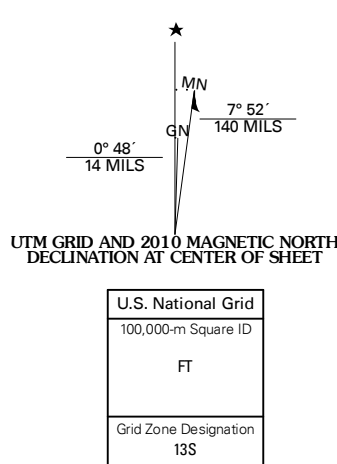 MN
7° 52´
140 MILS
GN
0° 48´
14 MILS
UTM GRID AND 2010 MAGNETIC NORTH
DECLINATION AT CENTER OF SHEET
U.S. National Grid
100,000-m Square ID
FT
Grid Zone Designation
13S